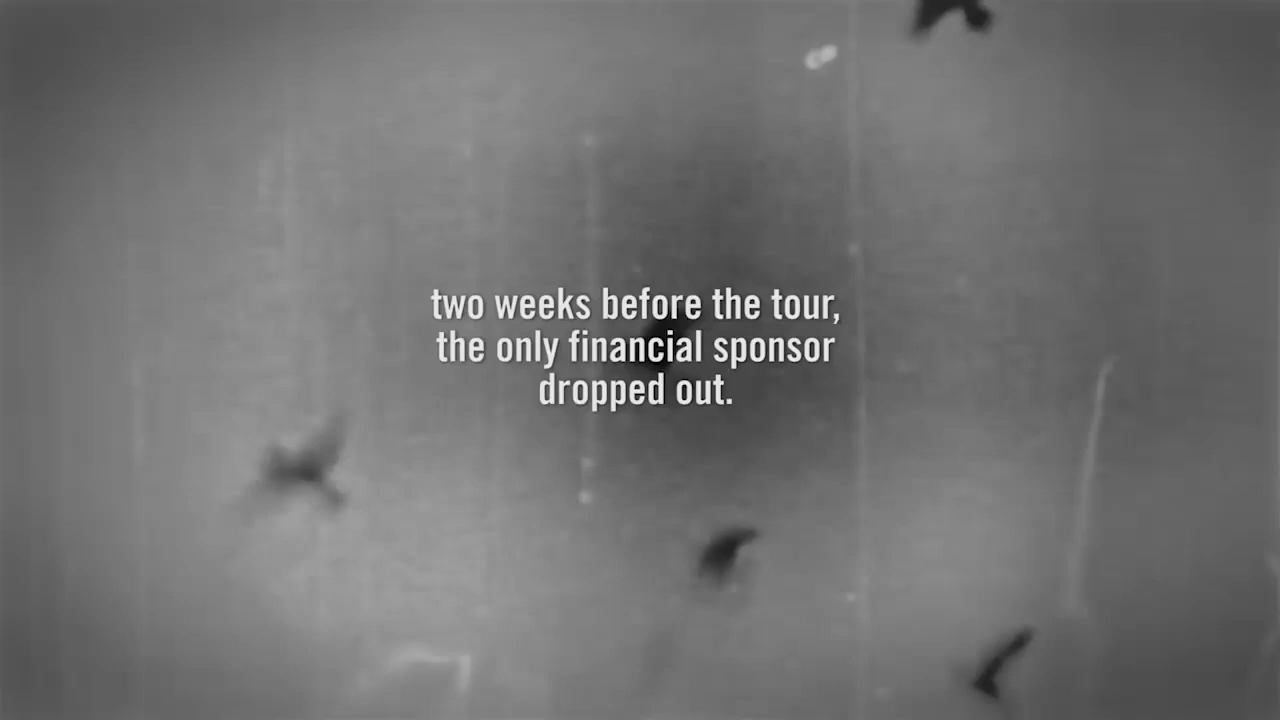 two weeks before the tour,
the only financial sponsor
dropped out.